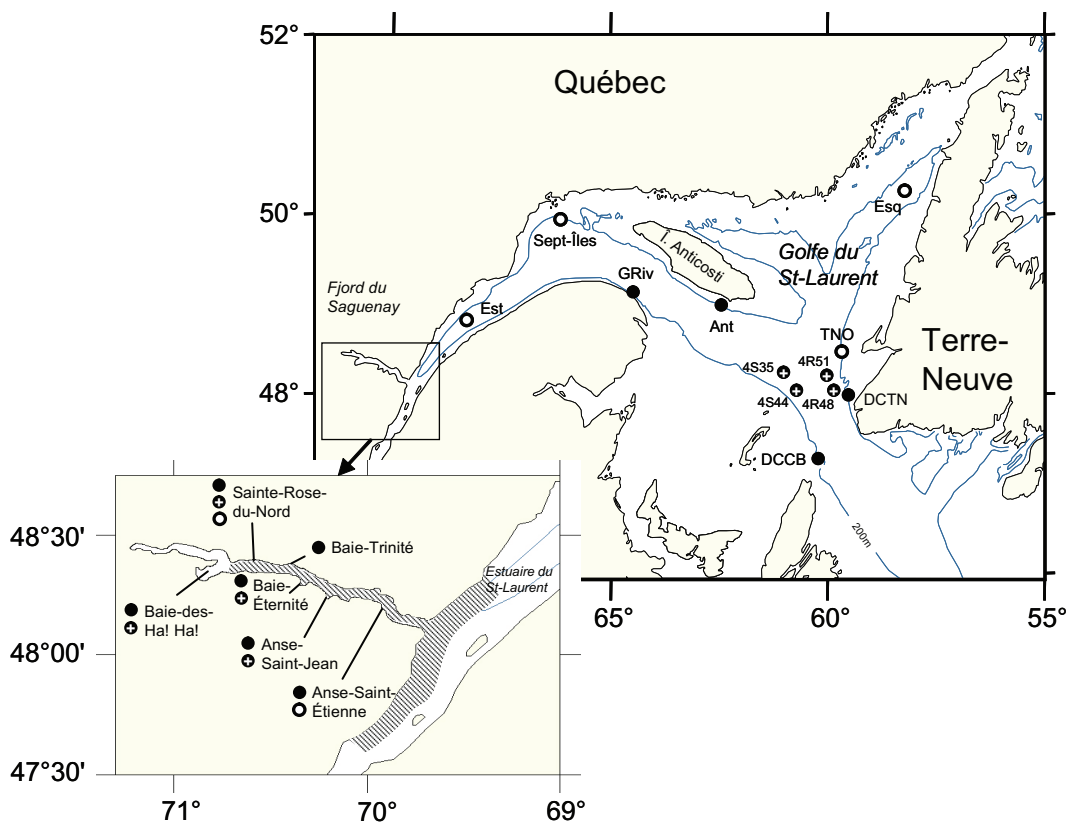 52°
Québec
50°
Esq
Sept-Îles
Î. Anticosti
Golfe du
St-Laurent
GRiv
Fjord du
Saguenay
Est
Ant
TNO
Terre-
Neuve
4S35
4R51
48°
4S44
4R48
DCTN
DCCB
200m
65°
60°
55°
Sainte-Rose-
du-Nord
48°30'
Baie-Trinité
Estuaire du
St-Laurent
Baie-
Éternité
Baie-des-
Ha! Ha!
Anse-
Saint-Jean
48°00'
Anse-Saint-
Étienne
47°30'
71°
70°
69°